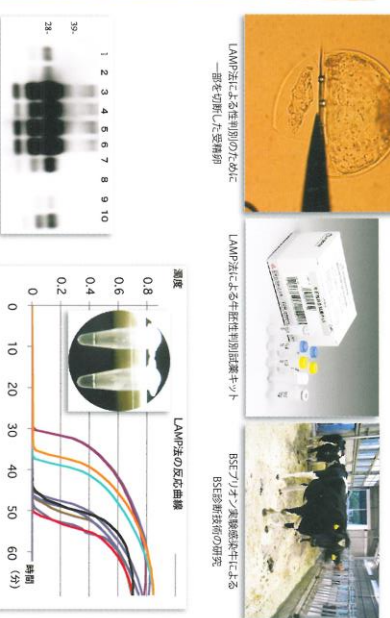 LAMP法による性判別のために
一部を切断した受精卵
LAMP法による牛胚性判別試薬キット
BSEプリオン実験感染牛による
BSE診断技術の研究
1 2 3 4 5 6 7 8 9 10
39-
28-
LAMP法の反応曲線
濁度
0.8
0.6
0.4
0.2
0
0 10 20 30 40 50 60
時間
(分)